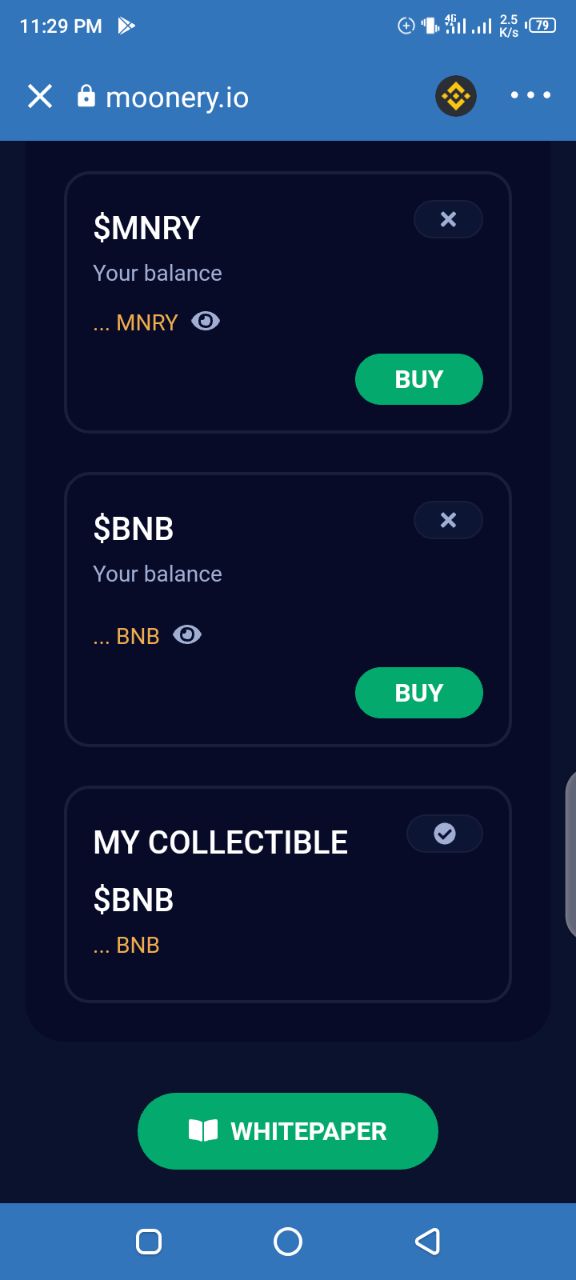 11:29 PM 4G 2.5 K/s 79
moonery.io
$MNRY
Your balance
... MNRY
BUY
$BNB
Your balance
... BNB
BUY
MY COLLECTIBLE
$BNB
... BNB
WHITEPAPER